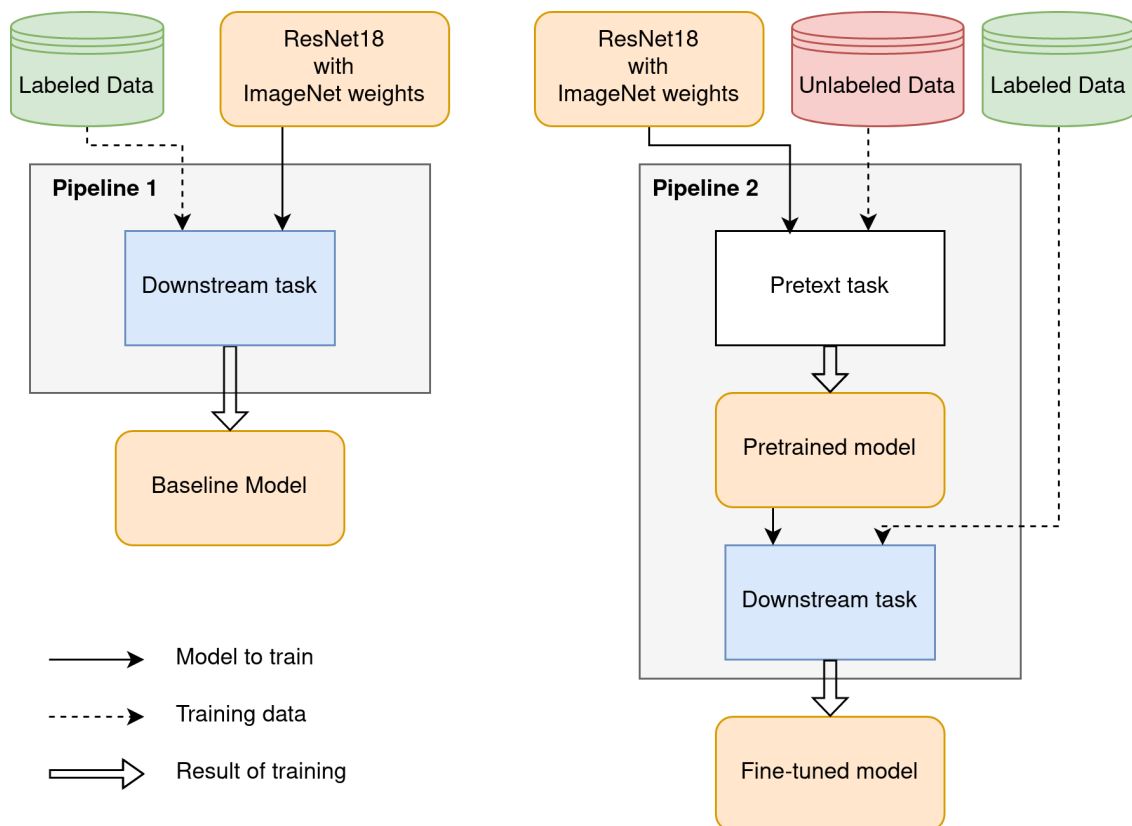 Labeled Data
ResNet18
with
ImageNet weights
Pipeline 1
Downstream task
Baseline Model
Model to train
Training data
Result of training
ResNet18
with
ImageNet weights
Unlabeled Data
Labeled Data
Pipeline 2
Pretext task
Pretrained model
Downstream task
Fine-tuned model